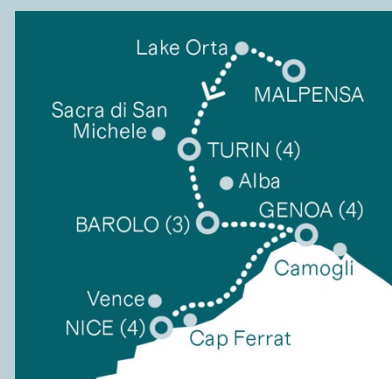 Lake Orta
MALPENSA
Sacra di San
Michele
TURIN (4)
Alba
GENOA (4)
BAROLO (3)
Camogli
Vence
NICE (4)
Cap Ferrat